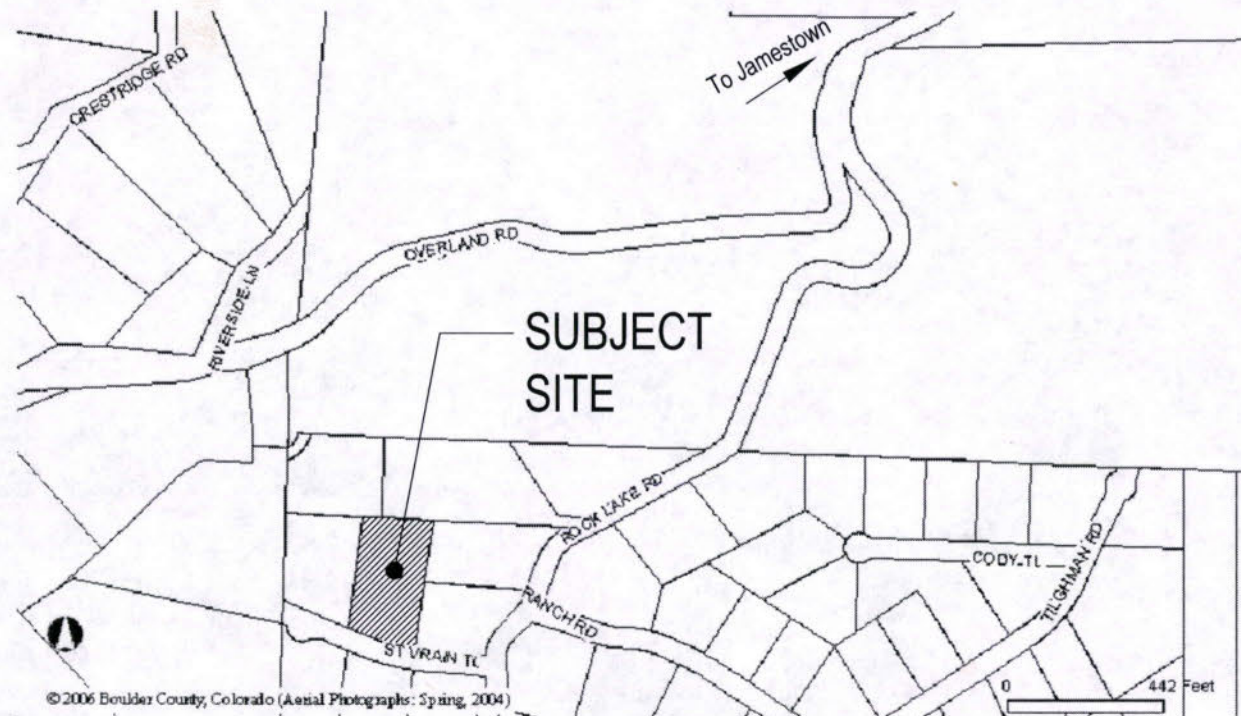 To Jamestown
CRESTRIDGE RD
OVERLAND RD
RIVERSIDE LN
SUBJECT
SITE
ROCK LAKE RD
CODY TL
TILGHMAN RD
RANCH RD
ST VRAIN TL
0 442 Feet
©2006 Boulder County, Colorado (Aerial Photographs: Spring, 2004)